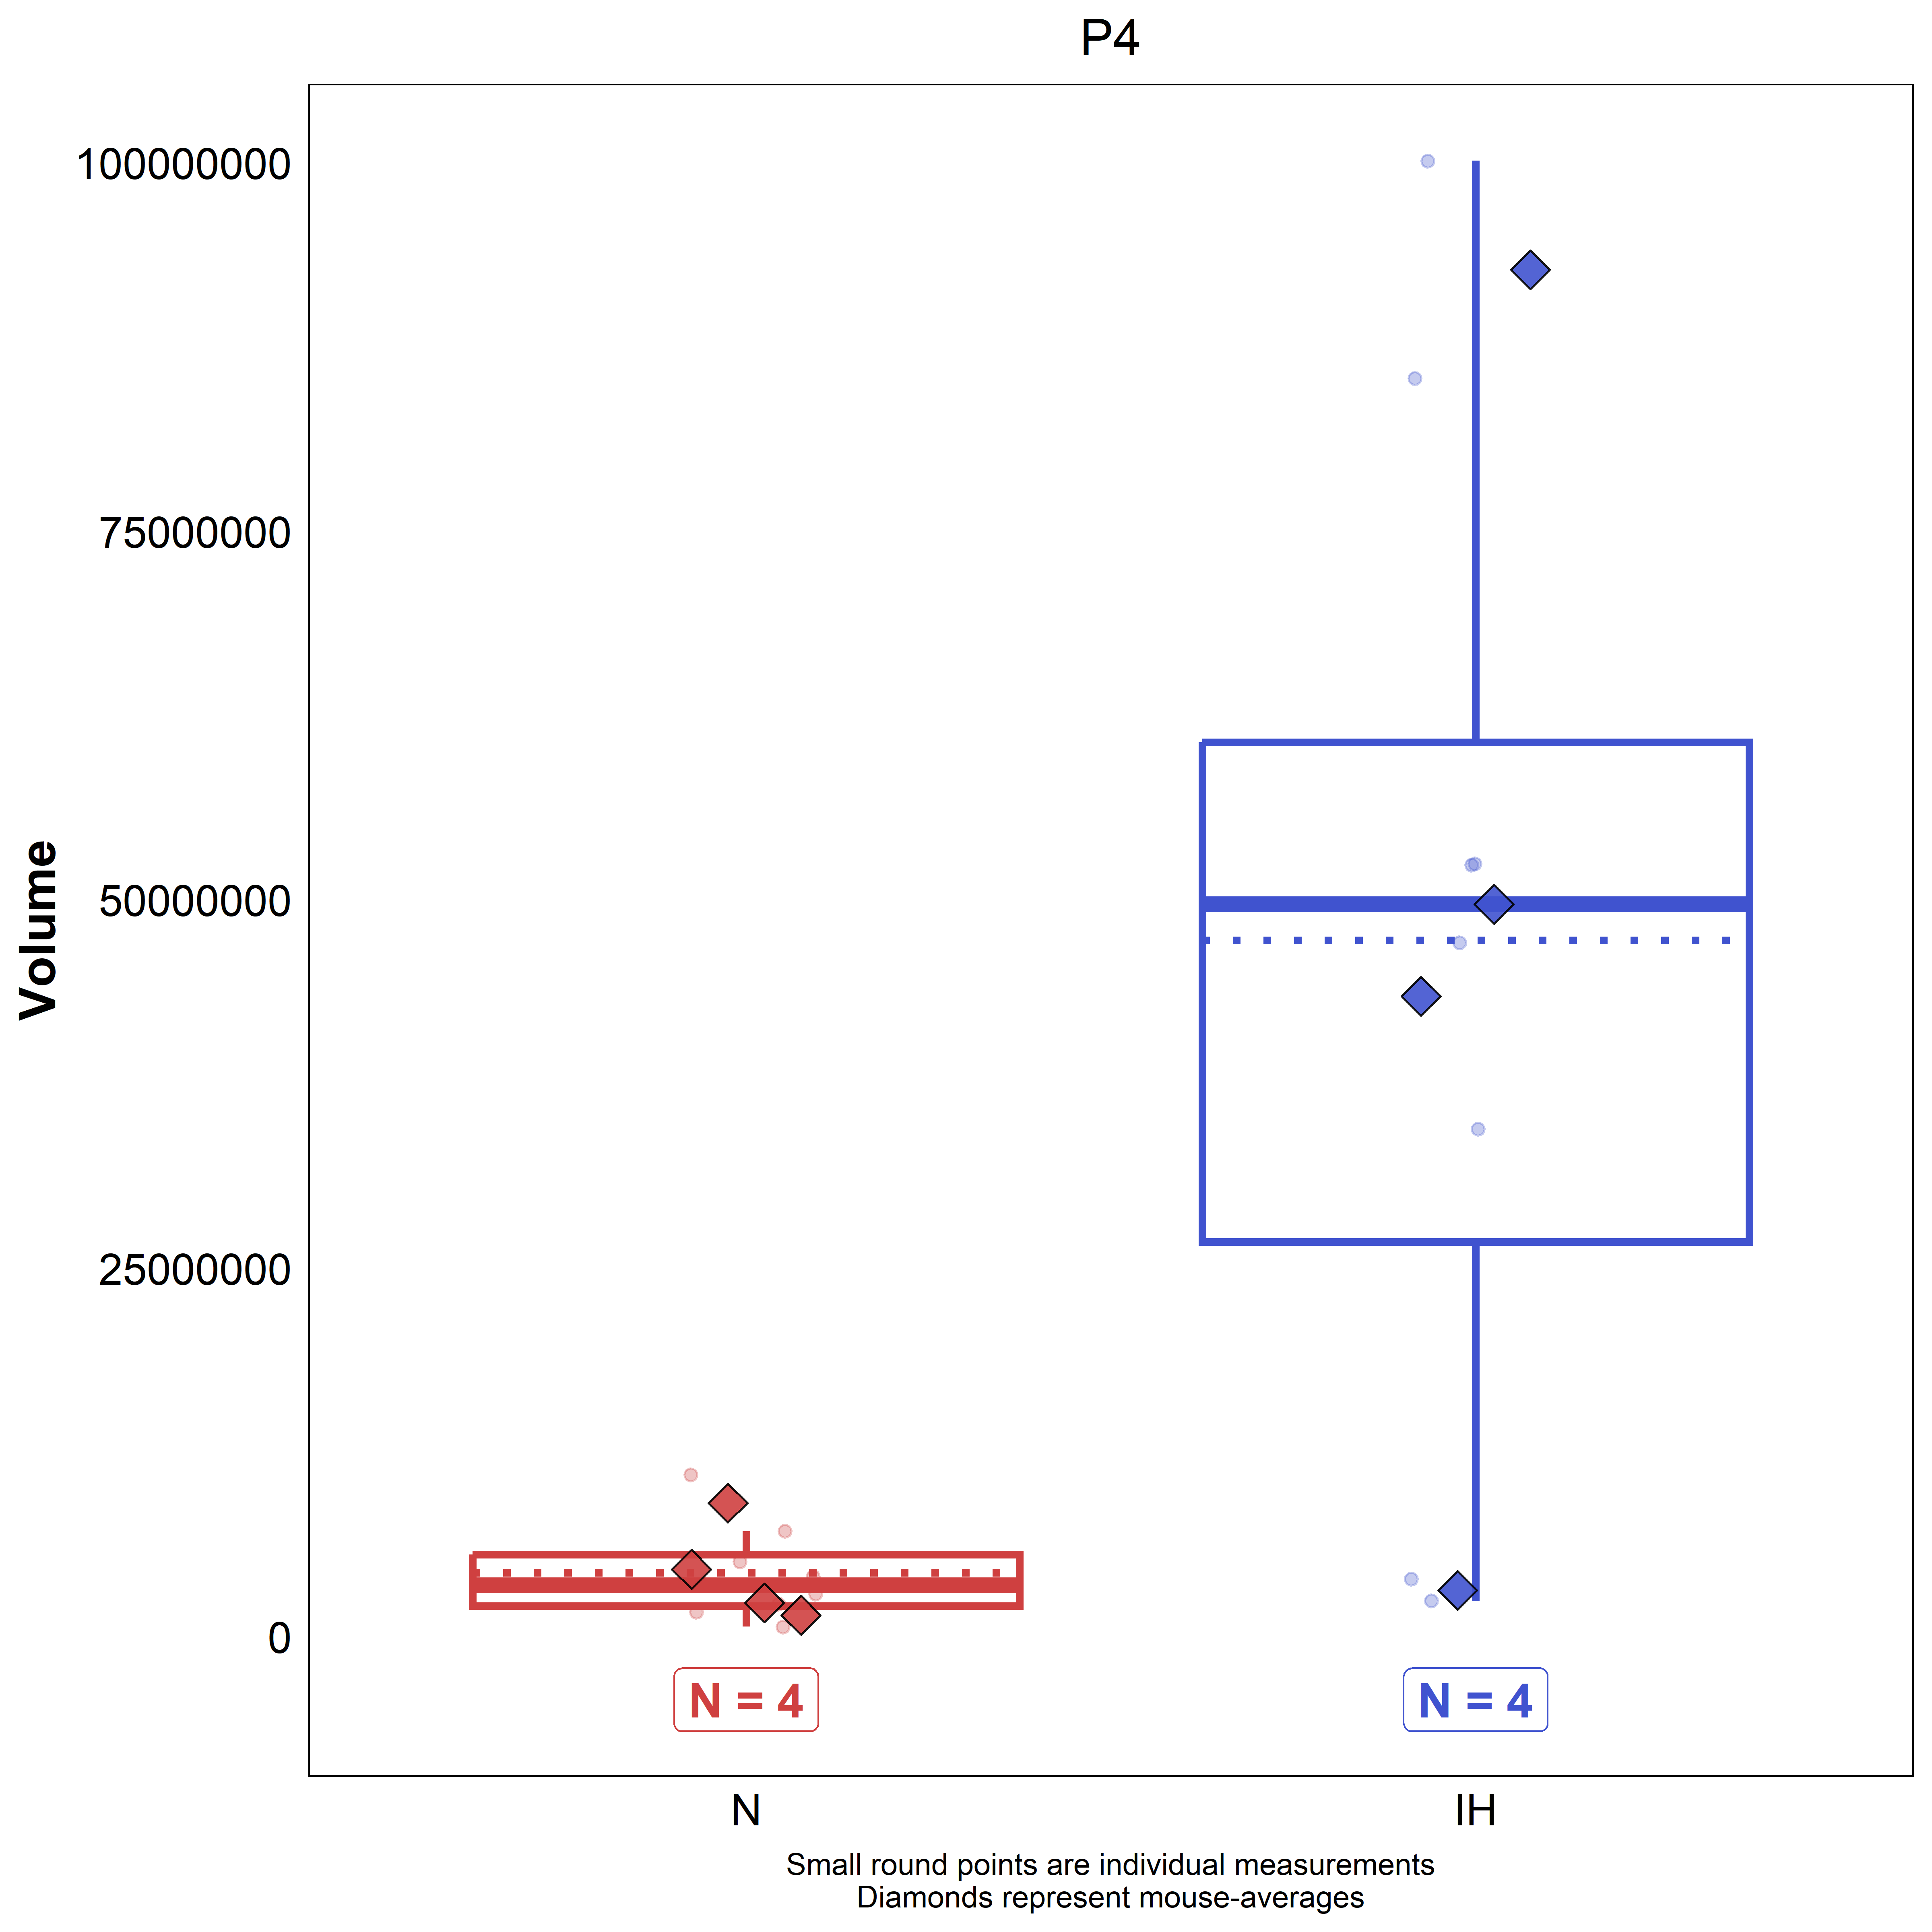 P4
100000000
75000000
50000000
25000000
0
Volume
N = 4
N = 4
N
IH
Small round points are individual measurements
Diamonds represent mouse-averages